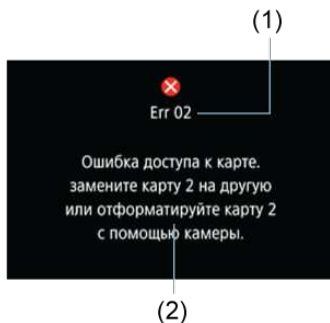 (1)
Err 02
Ошибка доступа к карте.
замените карту 2 на другую
или отформатируйте карту 2
с помощью камеры.
(2)